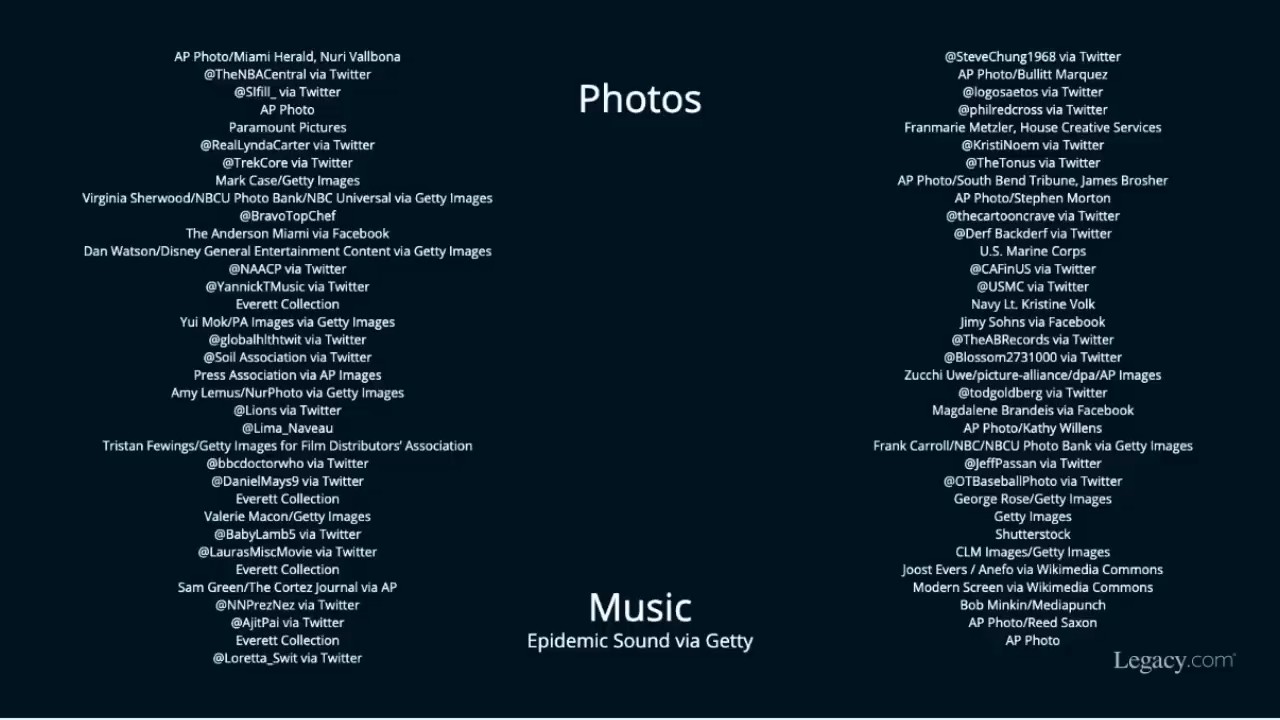 AP Photo/Miami Herald, Nuri Vallbona
@TheNBACentral via Twitter
@Slfill_ via Twitter
AP Photo
Paramount Pictures
@RealLyndaCarter via Twitter
@TrekCore via Twitter
Mark Case/Getty Images
Virginia Sherwood/NBCU Photo Bank/NBC Universal via Getty Images
@BravoTopChef
The Anderson Miami via Facebook
Dan Watson/Disney General Entertainment Content via Getty Images
@NAACP via Twitter
@YannickTMusic via Twitter
Everett Collection
Yui Mok/PA Images via Getty Images
@globalhlthtwit via Twitter
@Soil Association via Twitter
Press Association via AP Images
Amy Lemus/NurPhoto via Getty Images
@Lions via Twitter
@Lima_Naveau
Tristan Fewings/Getty Images for Film Distributors' Association
@bbcdoctorwho via Twitter
@DanielMays9 via Twitter
Everett Collection
Valerie Macon/Getty Images
@BabyLamb5 via Twitter
@LaurasMiscMovie via Twitter
Everett Collection
Sam Green/The Cortez Journal via AP
@NNPrezNez via Twitter
@AjitPai via Twitter
Everett Collection
@Loretta_Swit via Twitter
Photos
Music
Epidemic Sound via Getty
@SteveChung1968 via Twitter
AP Photo/Bullitt Marquez
@logosaetos via Twitter
@philredcross via Twitter
Franmarie Metzler, House Creative Services
@KristiNoem via Twitter
@TheTonus via Twitter
AP Photo/South Bend Tribune, James Brosher
AP Photo/Stephen Morton
@thecartooncrave via Twitter
@Derf Backderf via Twitter
U.S. Marine Corps
@CAFinUS via Twitter
@USMC via Twitter
Navy Lt. Kristine Volk
Jimy Sohns via Facebook
@TheABRecords via Twitter
@Blossom2731000 via Twitter
Zucchi Uwe/picture-alliance/dpa/AP Images
@todgoldberg via Twitter
Magdalene Brandeis via Facebook
AP Photo/Kathy Willens
Frank Carroll/NBC/NBCU Photo Bank via Getty Images
@JeffPassan via Twitter
@OTBaseballPhoto via Twitter
George Rose/Getty Images
Getty Images
Shutterstock
CLM Images/Getty Images
Joost Evers / Anefo via Wikimedia Commons
Modern Screen via Wikimedia Commons
Bob Minkin/Mediapunch
AP Photo/Reed Saxon
AP Photo
Legacy.com